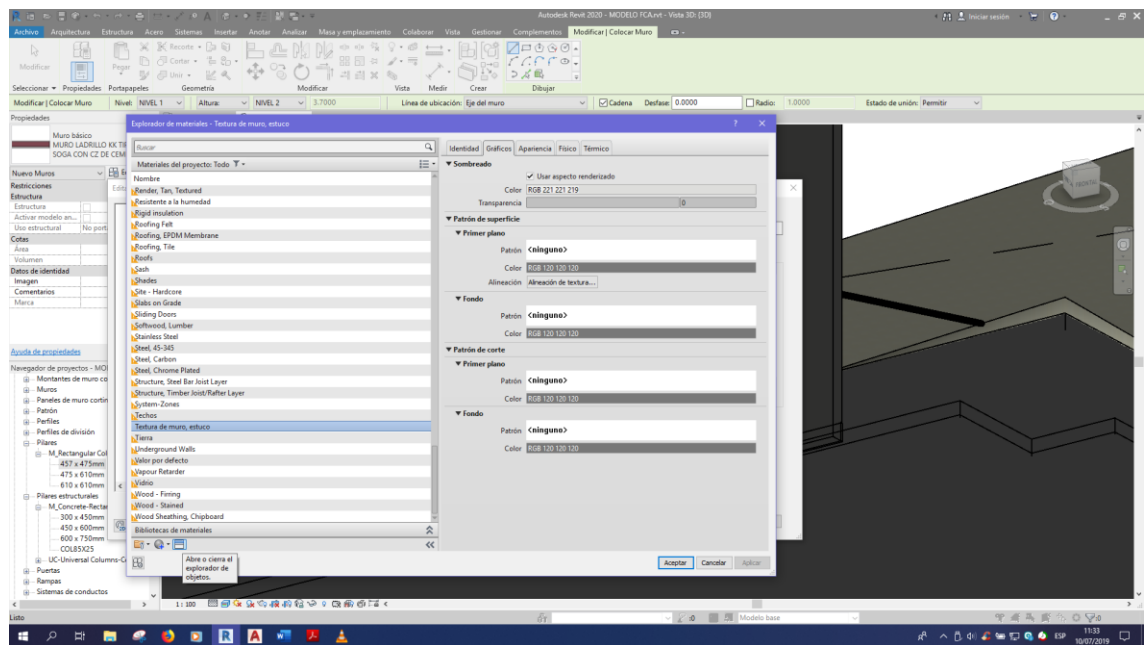 Autodesk Revit 2020 - MODELO FCA.rvt - Vista 3D: {3D}
Iniciar sesión
Archivo Arquitectura Estructura Acero Sistemas Insertar Anotar Analizar Masa y emplazamiento Colaborar Vista Gestionar Complementos Modificar | Colocar Muro
Modificar
Pegar
Recorte
Cortar
Unir
Seleccionar Propiedades Portapapeles Geometría Modificar Vista Medir Crear Dibujar
Modificar | Colocar Muro Nivel: NIVEL 1 Altura: NIVEL 2 3.7000 Línea de ubicación: Eje del muro Cadena Desfase: 0.0000 Radio: 1.0000 Estado de unión: Permitir
Propiedades
Muro básico
MURO LADRILLO KK TI
SOGA CON CZ DE CEM
Nuevo Muros
Restricciones
Estructura
Estructura
Activar modelo an...
Uso estructural No port
Cotas
Área
Volumen
Datos de identidad
Imagen
Comentarios
Marca
Ayuda de propiedades
Navegador de proyectos - MO
Montantes de muro co
Muros
Paneles de muro cortin
Patrón
Perfiles
Perfiles de división
Pilares
M_Rectangular Col
457 x 475mm
475 x 610mm
610 x 610mm
Pilares estructurales
M_Concrete-Recta
300 x 450mm
450 x 600mm
600 x 750mm
COL85X25
UC-Universal Columns-C
Puertas
Rampas
Sistemas de conductos
Explorador de materiales - Textura de muro, estuco
Buscar
Materiales del proyecto: Todo
Nombre
Render, Tan, Textured
Resistente a la humedad
Rigid insulation
Roofing Felt
Roofing, EPDM Membrane
Roofing, Tile
Roofs
Sash
Shades
Site - Hardcore
Slabs on Grade
Sliding Doors
Softwood, Lumber
Stainless Steel
Steel, 45-345
Steel, Carbon
Steel, Chrome Plated
Structure, Steel Bar Joist Layer
Structure, Timber Joist/Rafter Layer
System-Zones
Techos
Textura de muro, estuco
Tierra
Underground Walls
Valor por defecto
Vapour Retarder
Vidrio
Wood - Firring
Wood - Stained
Wood Sheathing, Chipboard
Bibliotecas de materiales
Abre o cierra el
explorador de
objetos.
Identidad Gráficos Apariencia Físico Térmico
Sombreado
Usar aspecto renderizado
Color RGB 221 221 219
Transparencia 0
Patrón de superficie
Primer plano
Patrón <ninguno>
Color RGB 120 120 120
Alineación Alineación de textura...
Fondo
Patrón <ninguno>
Color RGB 120 120 120
Patrón de corte
Primer plano
Patrón <ninguno>
Color RGB 120 120 120
Fondo
Patrón <ninguno>
Color RGB 120 120 120
Aceptar Cancelar Aplicar
1 : 100
Listo
:0 Modelo base
ESP
11:33
10/07/2019